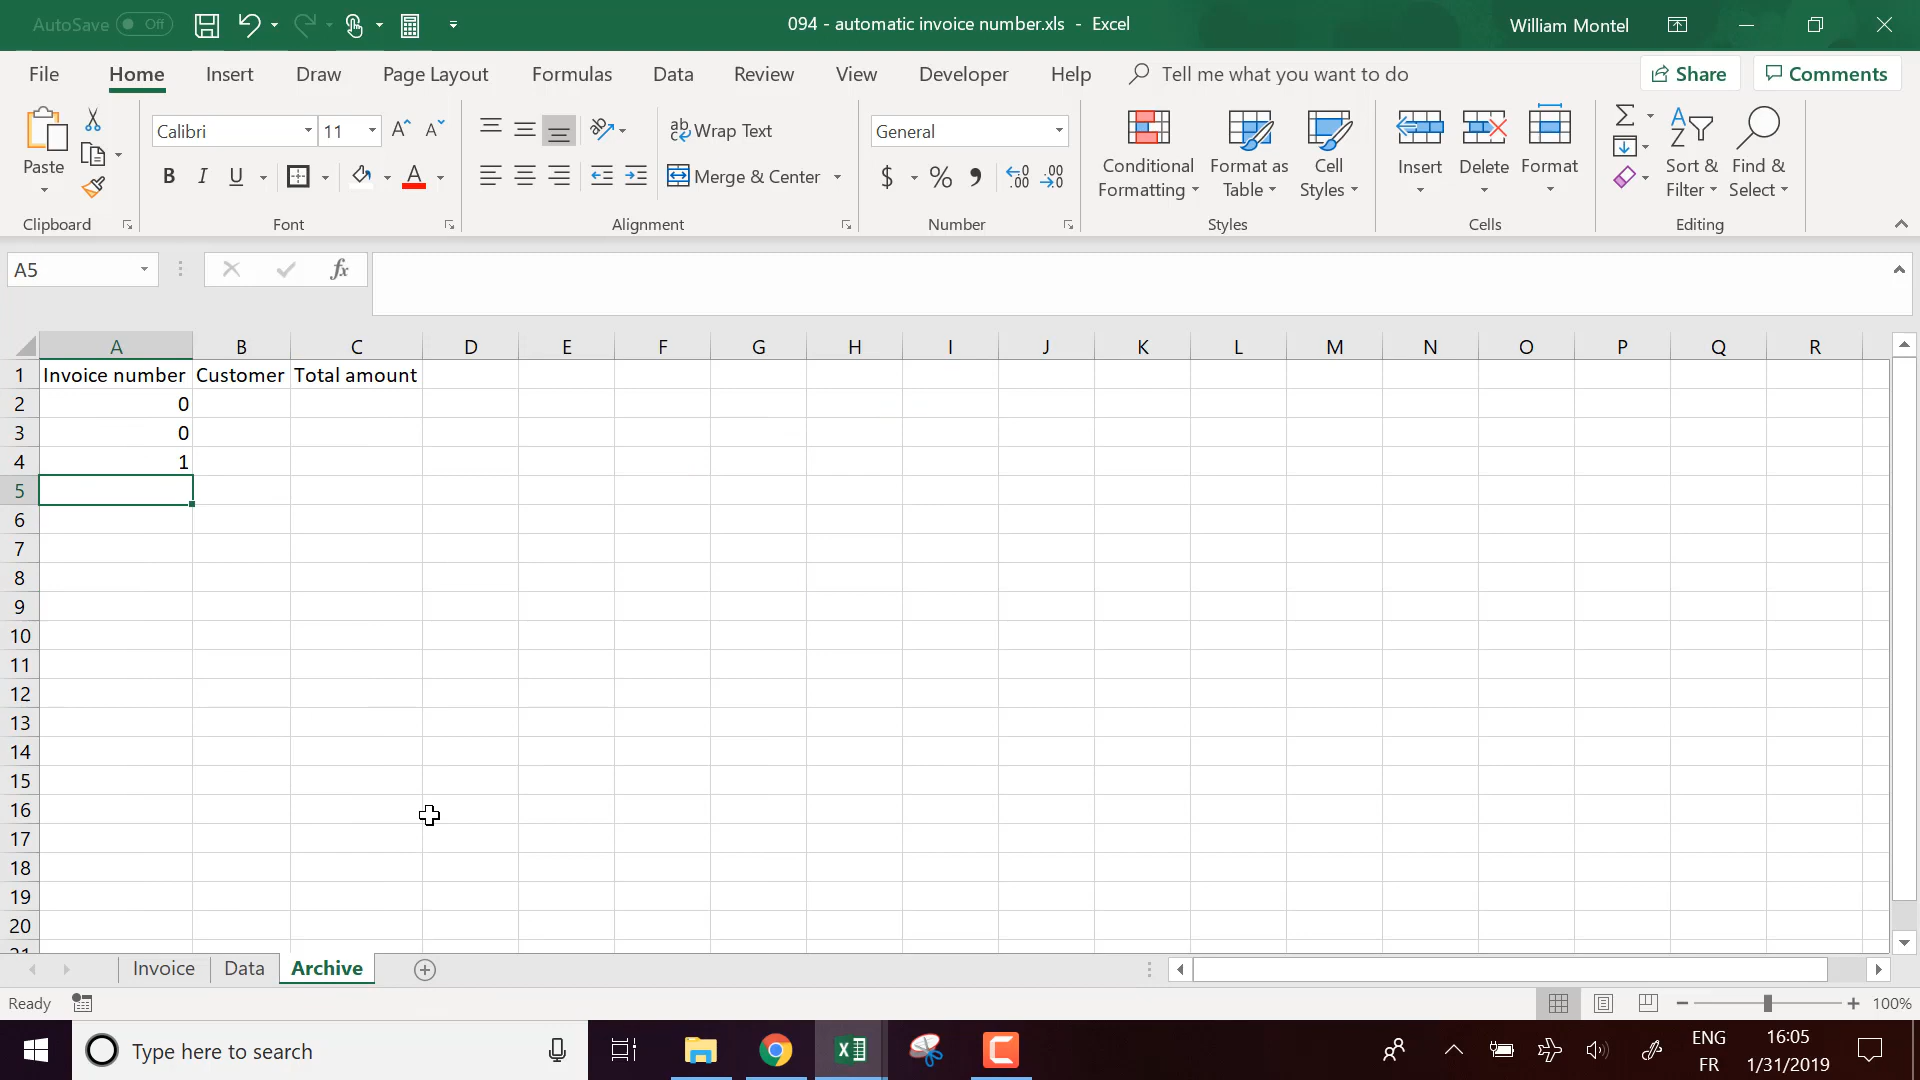 AutoSave Off
094 - automatic invoice number.xls - Excel
William Montel
File Home Insert Draw Page Layout Formulas Data Review View Developer Help Tell me what you want to do Share Comments
Paste
Clipboard
Calibri 11
B I U A
Font
ab Wrap Text
Merge & Center
Alignment
General
$ % , .00
Number
Conditional Formatting
Format as Table
Cell Styles
Styles
Insert Delete Format
Cells
Sort & Filter
Find & Select
Editing
A5 fx
A B C D E F G H I J K L M N O P Q R
1 Invoice number Customer Total amount
2 0
3 0
4 1
5
6
7
8
9
10
11
12
13
14
15
16
17
18
19
20
Invoice Data Archive
Ready 100%
Type here to search
ENG
FR
16:05
1/31/2019